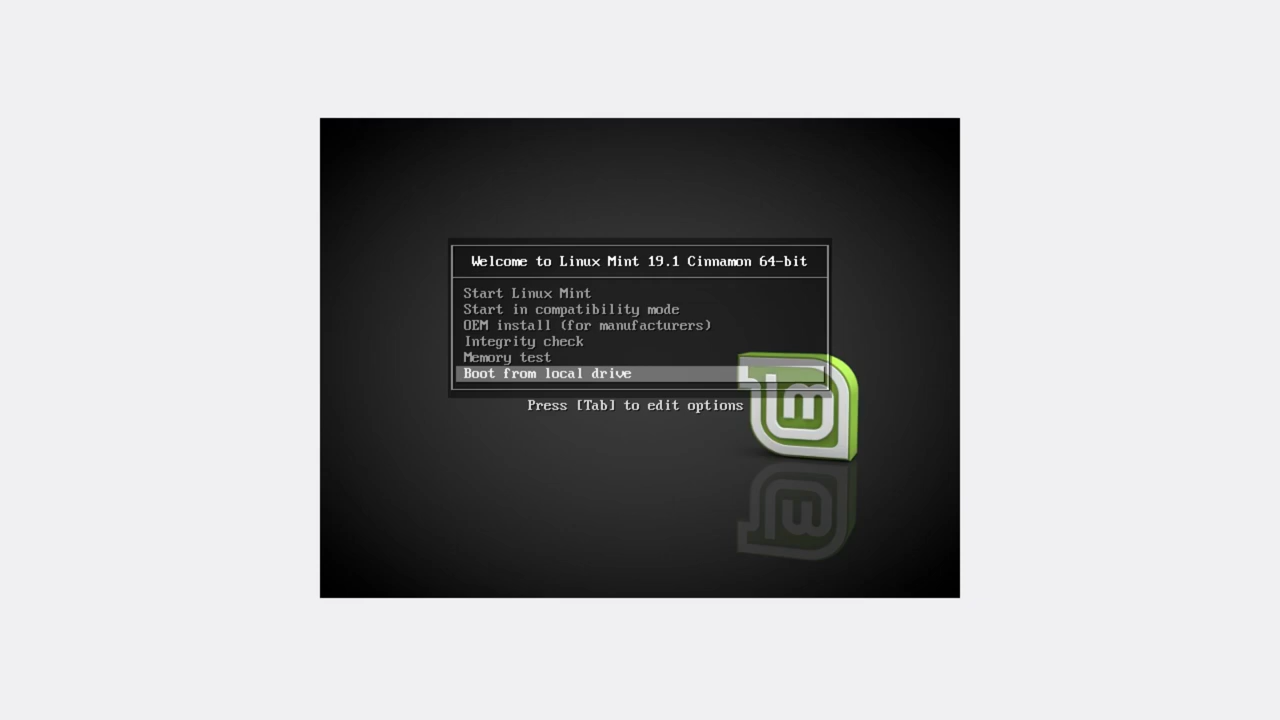 Welcome to Linux Mint 19.1 Cinnamon 64-bit
Start Linux Mint
Start in compatibility mode
OEM install (for manufacturers)
Integrity check
Memory test
Boot from local drive
Press [Tab] to edit options